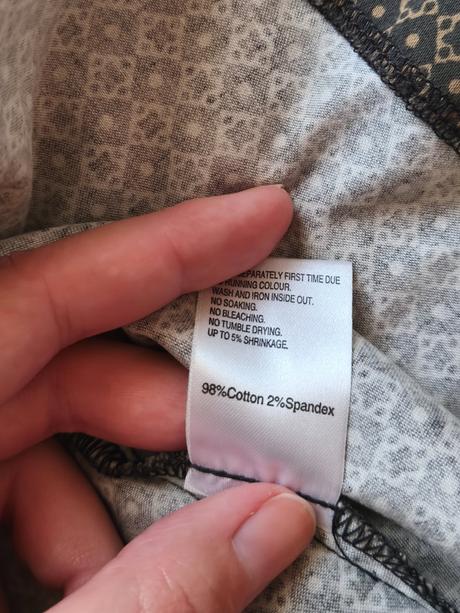 SEPARATELY FIRST TIME DUE
RUNNING COLOUR.
WASH AND IRON INSIDE OUT.
NO SOAKING.
NO BLEACHING.
NO TUMBLE DRYING.
UP TO 5% SHRINKAGE.
98%Cotton 2%Spandex